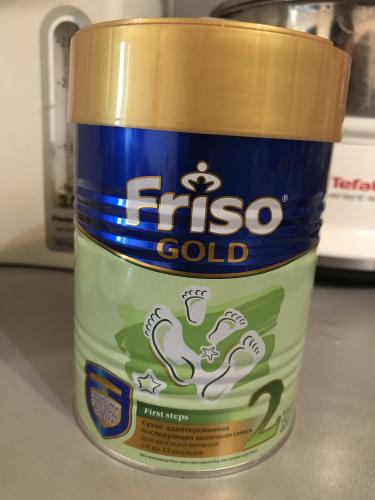 Tefal
Friso®
GOLD
First steps
2
Сухая адаптированная
последующая молочная смесь
для детского питания
с 6 до 12 месяцев